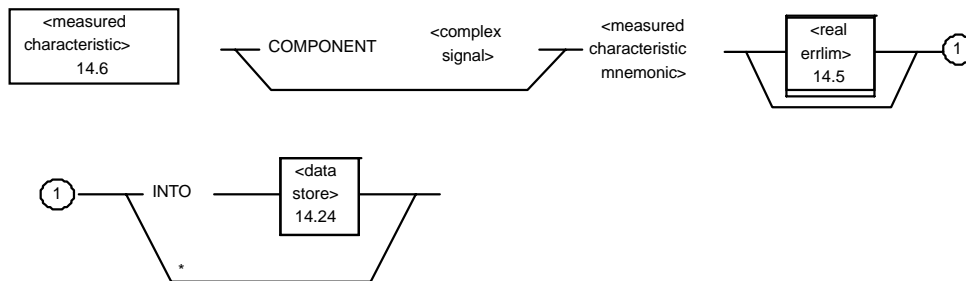 <measured
characteristic>
14.6
COMPONENT
<complex
signal>
<measured
characteristic
mnemonic>
<real
errlim>
14.5
1
1
INTO
<data
store>
14.24
*